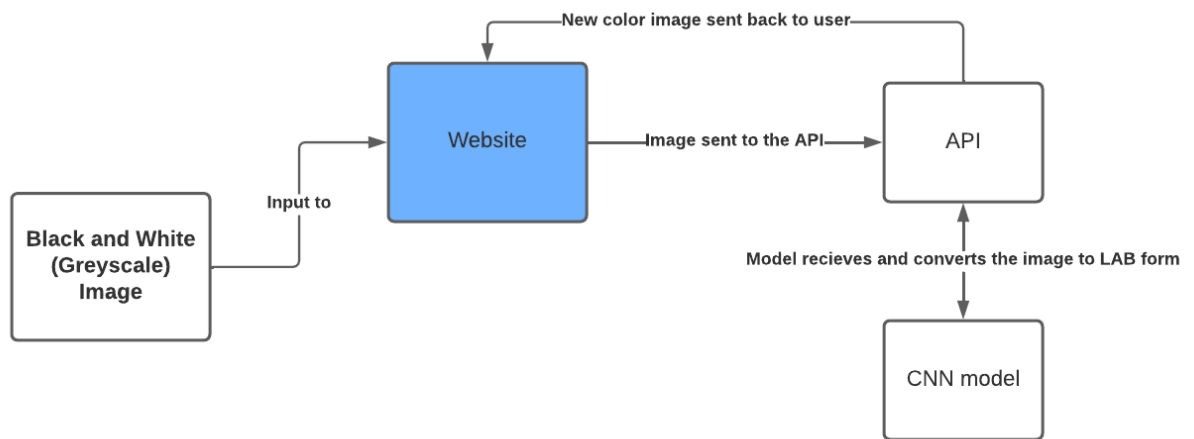 New color image sent back to user
Website
Image sent to the API
API
Input to
Black and White
(Greyscale)
Image
Model recieves and converts the image to LAB form
CNN model